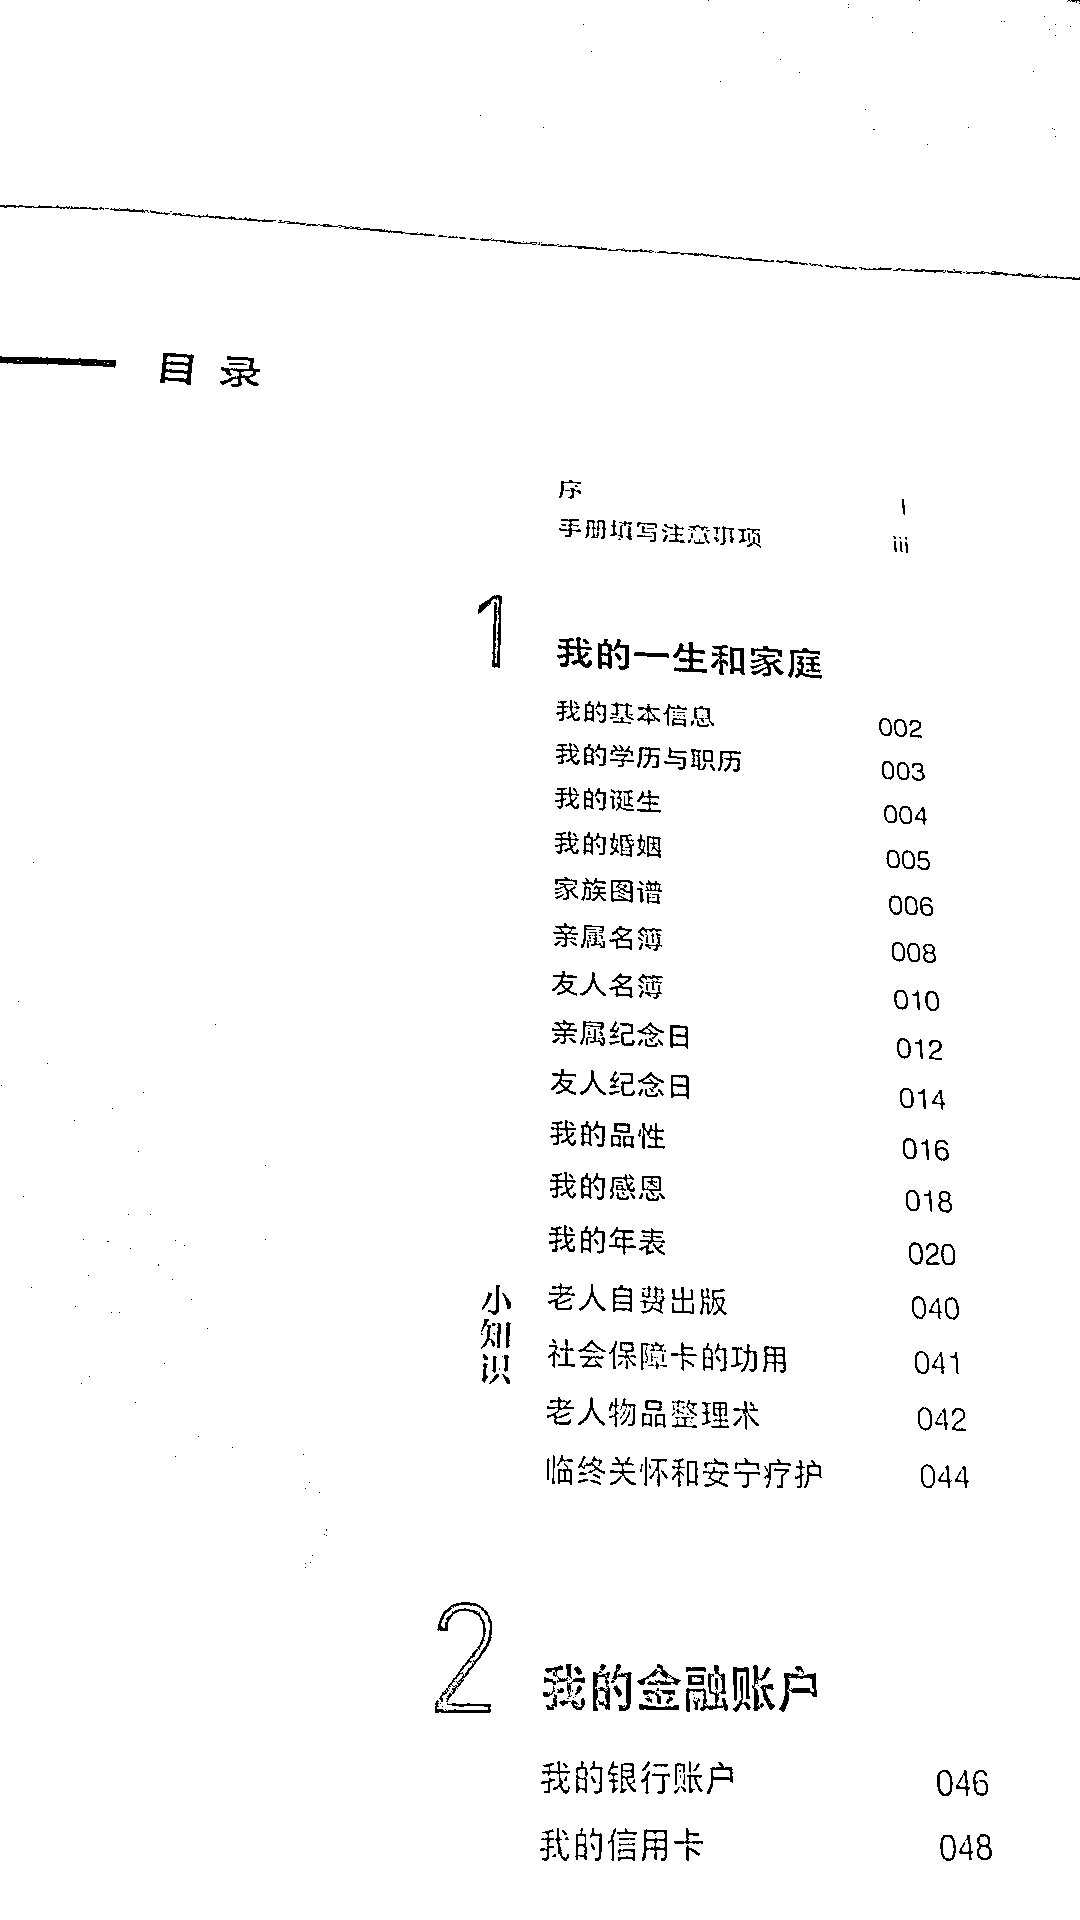 目 录
序 i
手册填写注意事项 iii
1 我的一生和家庭
我的基本信息 002
我的学历与职历 003
我的诞生 004
我的婚姻 005
家族图谱 006
亲属名簿 008
友人名簿 010
亲属纪念日 012
友人纪念日 014
我的品性 016
我的感恩 018
我的年表 020
小知识
老人自费出版 040
社会保障卡的功用 041
老人物品整理术 042
临终关怀和安宁疗护 044
2 我的金融账户
我的银行账户 046
我的信用卡 048